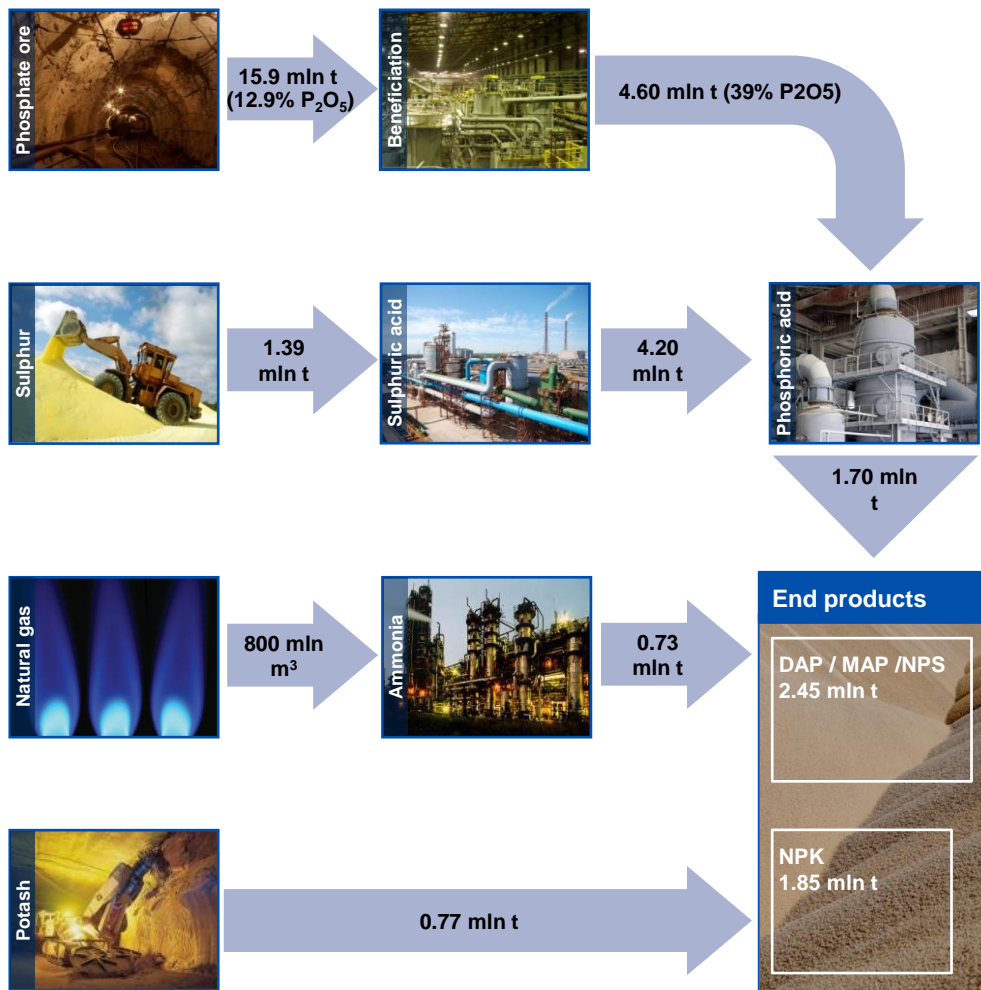 Phosphate ore
15.9 mln t
(12.9% P₂O₅)
Beneficiation
4.60 mln t (39% P2O5)
Sulphur
1.39
mln t
Sulphuric acid
4.20
mln t
Phosphoric acid
1.70 mln
t
Natural gas
800 mln
m³
Ammonia
0.73
mln t
End products
DAP / MAP /NPS
2.45 mln t
Potash
0.77 mln t
NPK
1.85 mln t